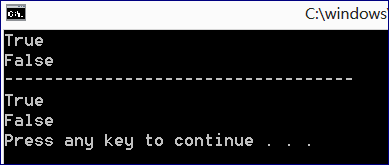 C:\windows
True
False
-----------------------------------
True
False
Press any key to continue . . .